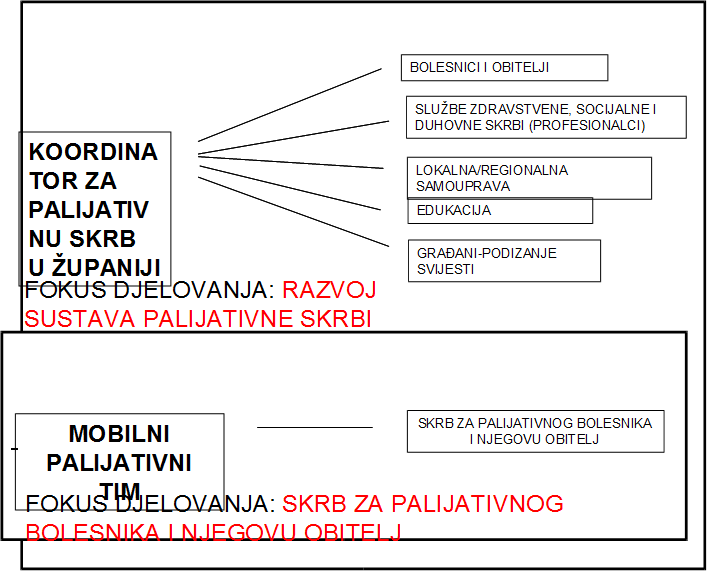 BOLESNICI I OBITELJI
SLUŽBE ZDRAVSTVENE, SOCIJALNE I
DUHOVNE SKRBI (PROFESIONALCI)
KOORDINA
TOR ZA
PALIJATIV
NU SKRB
U ŽUPANIJI
LOKALNA/REGIONALNA
SAMOUPRAVA
EDUKACIJA
GRAĐANI-PODIZANJE
SVIJESTI
FOKUS DJELOVANJA: RAZVOJ
SUSTAVA PALIJATIVNE SKRBI
MOBILNI
PALIJATIVNI
TIM
SKRB ZA PALIJATIVNOG BOLESNIKA
I NJEGOVU OBITELJ
FOKUS DJELOVANJA: SKRB ZA PALIJATIVNOG
BOLESNIKA I NJEGOVU OBITELJ